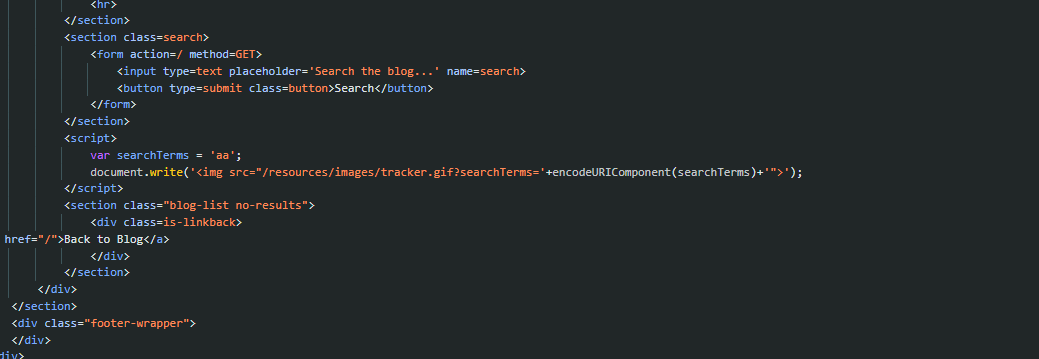 <hr>
</section>
<section class=search>
<form action=/ method=GET>
<input type=text placeholder='Search the blog...' name=search>
<button type=submit class=button>Search</button>
</form>
</section>
<script>
var searchTerms = 'aa';
document.write('<img src="/resources/images/tracker.gif?searchTerms='+encodeURIComponent(searchTerms)+'">');
</script>
<section class="blog-list no-results">
<div class=is-linkback>
href="/">Back to Blog</a>
</div>
</section>
</div>
</section>
<div class="footer-wrapper">
</div>
div>